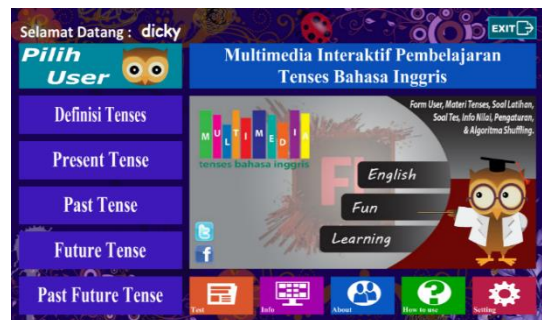 Selamat Datang : dicky
EXIT
Pilih
User
Multimedia Interaktif Pembelajaran
Tenses Bahasa Inggris
Definisi Tenses
Present Tense
Past Tense
Future Tense
Past Future Tense
MULTIMEDIA
tenses bahasa inggris
Form User, Materi Tenses, Soal Latihan,
Soal Tes, Info Nilai, Pengaturan,
& Algoritma Shuffling.
English
Fun
Learning
Test
Info
About
How to use
Setting